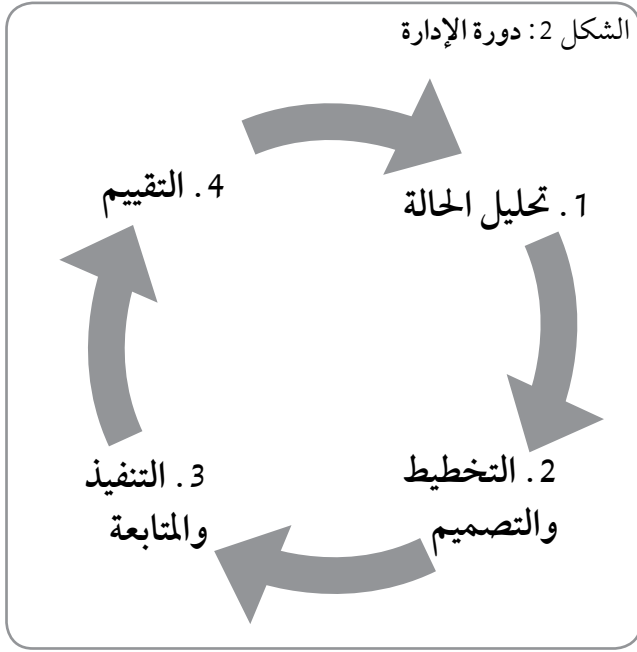 الشكل 2: دورة الإدارة
1. تحليل الحالة
2. التخطيط
والتصميم
3. التنفيذ
والمتابعة
4. التقييم